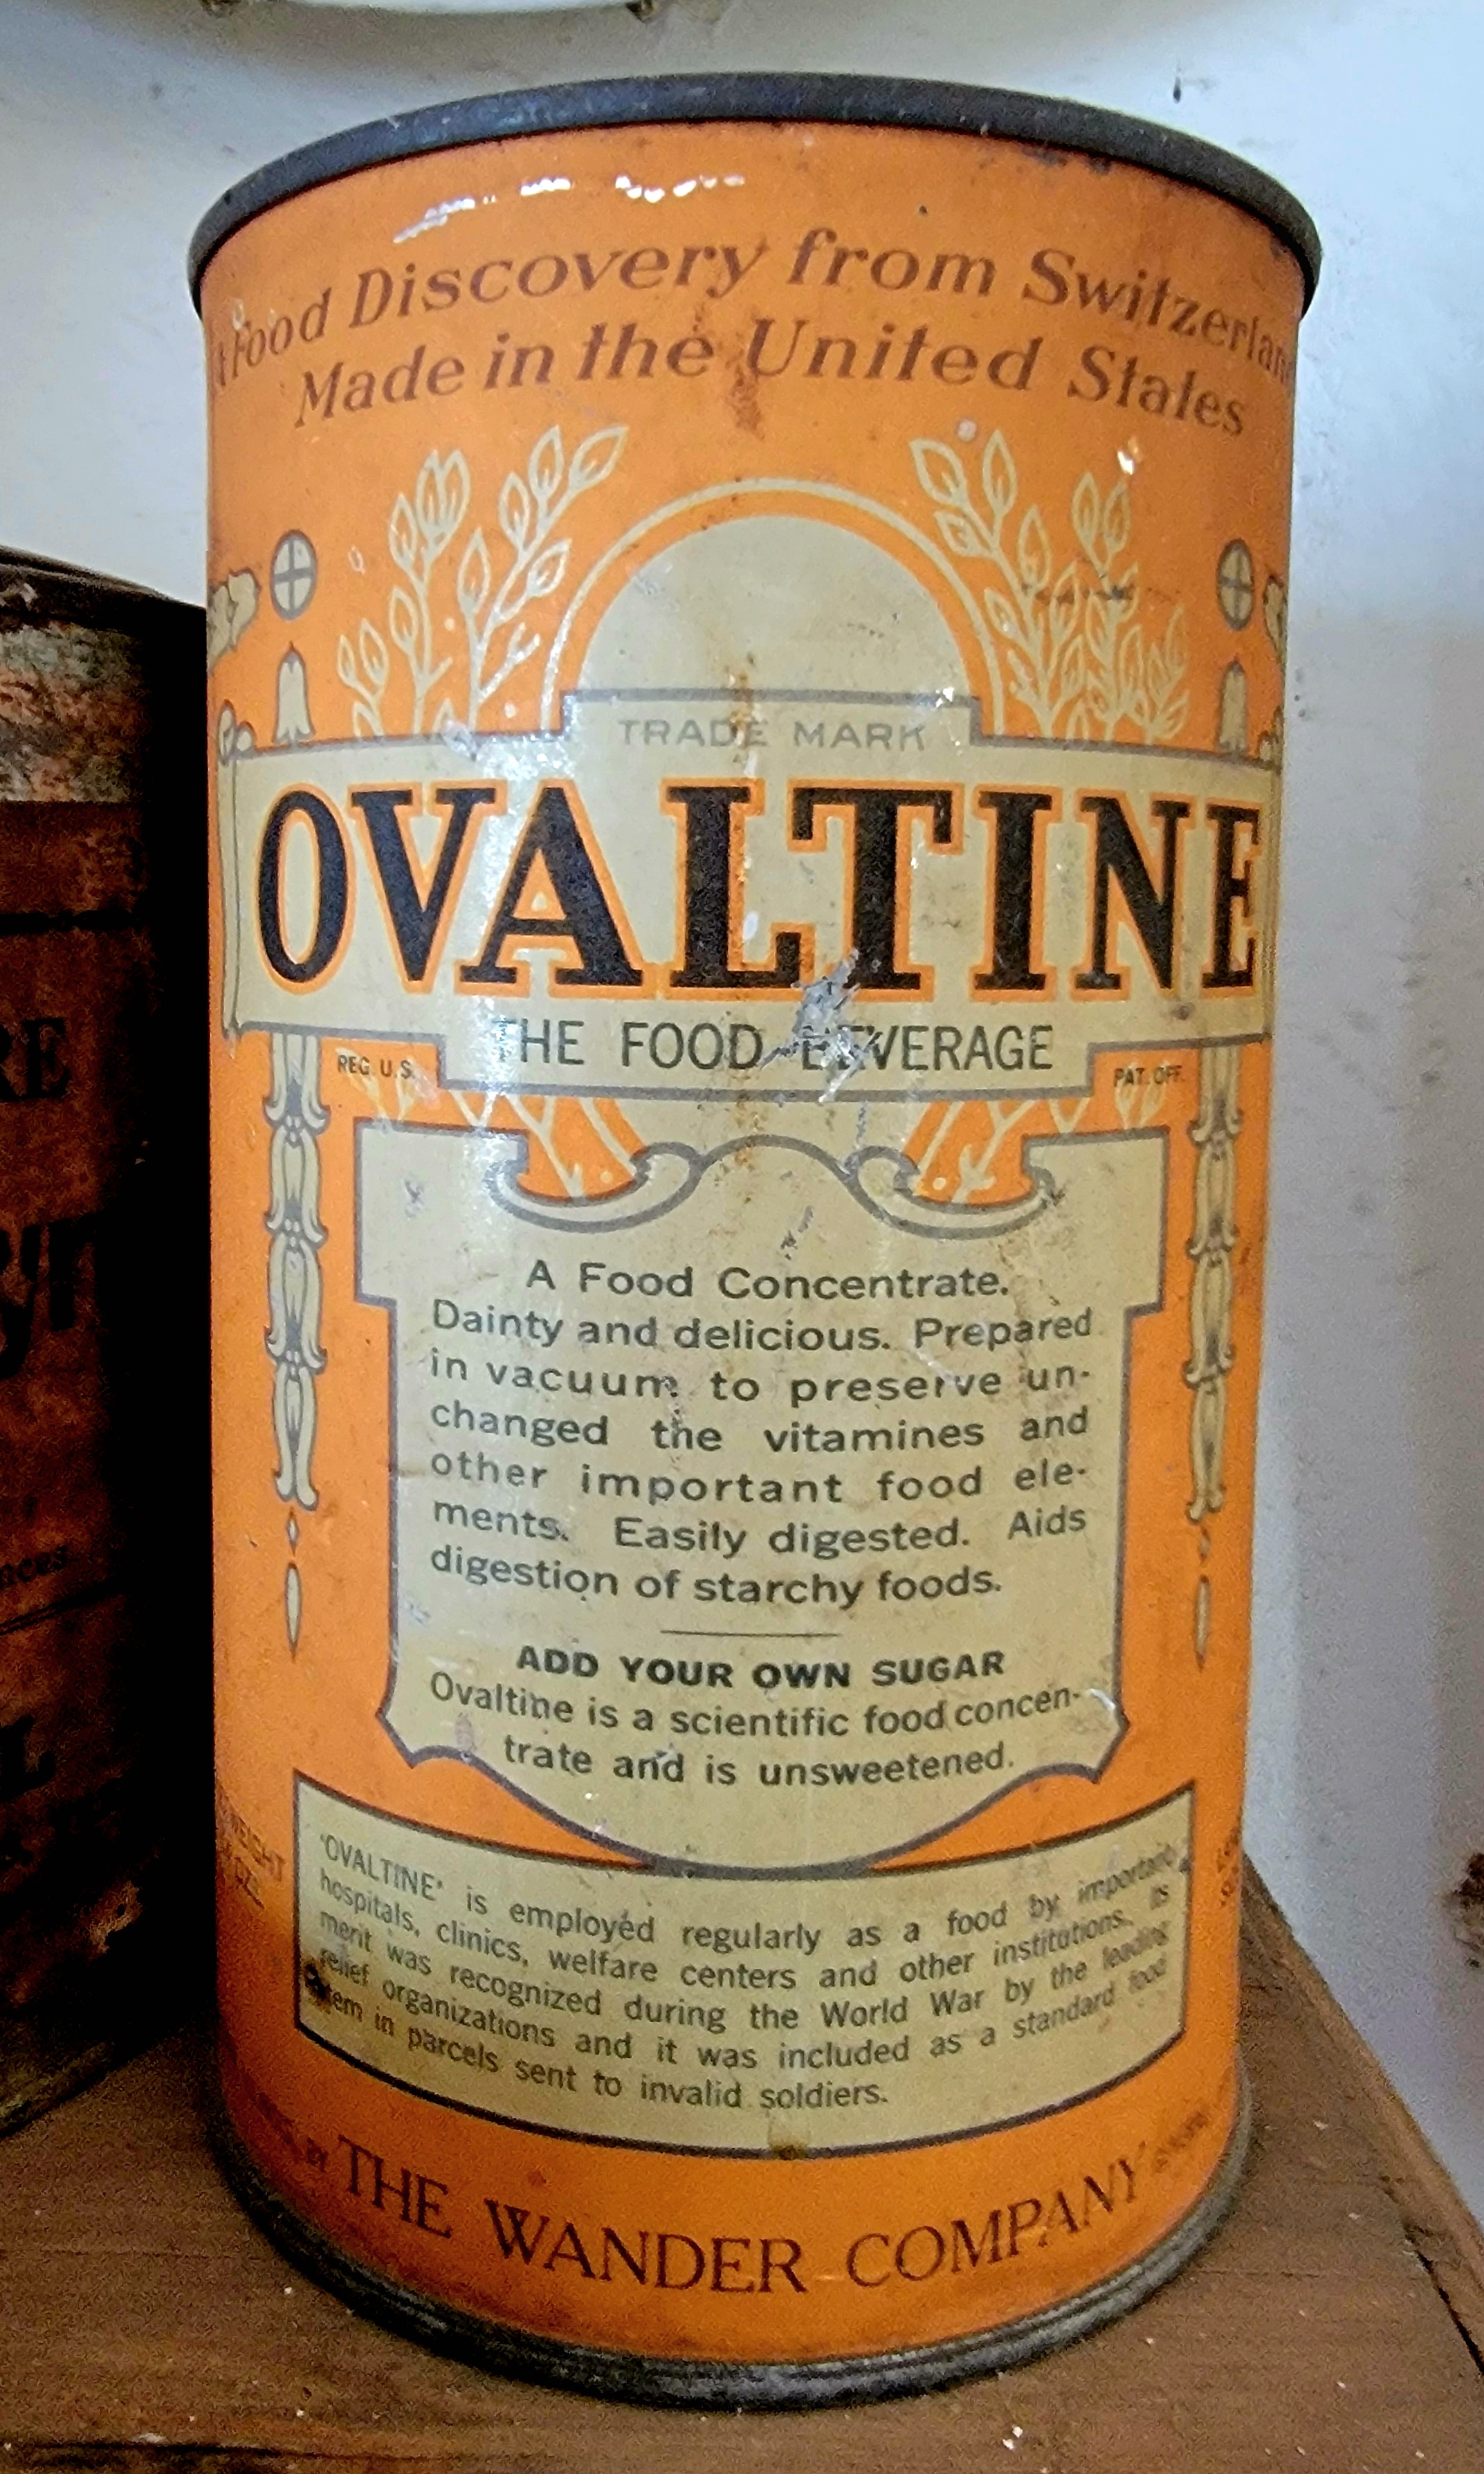 A Food Discovery from Switzerland
Made in the United States
TRADE MARK
OVALTINE
THE FOOD BEVERAGE
REG. U.S. PAT. OFF.
A Food Concentrate.
Dainty and delicious. Prepared
in vacuum to preserve un-
changed the vitamines and
other important food ele-
ments. Easily digested. Aids
digestion of starchy foods.
ADD YOUR OWN SUGAR
Ovaltine is a scientific food concen-
trate and is unsweetened.
WEIGHT
OZS.
"OVALTINE" is employed regularly as a food by important
hospitals, clinics, welfare centers and other institutions. Its
merit was recognized during the World War by the leading
relief organizations and it was included as a standard food
item in parcels sent to invalid soldiers.
BY THE WANDER COMPANY
RE